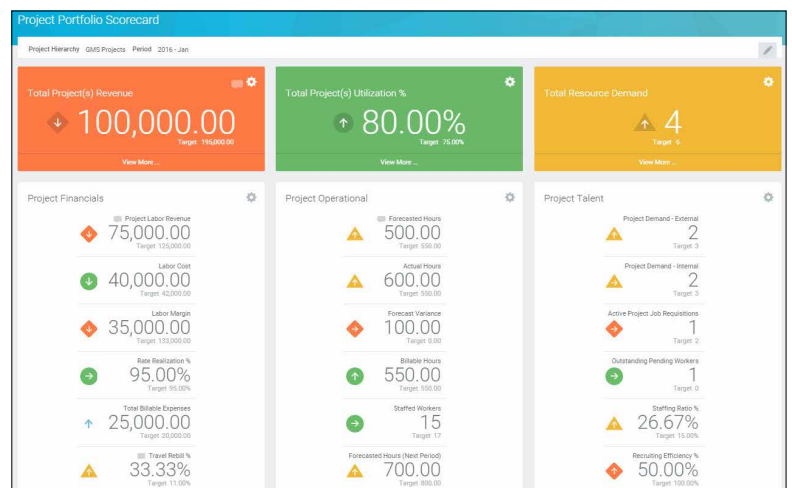 Project Portfolio Scorecard
Project Hierarchy GMS Projects Period 2016 - Jan
Total Project(s) Revenue
100,000.00
Target 195,000.00
View More ...
Total Project(s) Utilization %
80.00%
Target 75.00%
View More ...
Total Resource Demand
4
Target 6
View More ...
Project Financials
Project Labor Revenue
75,000.00
Target 125,000.00
Labor Cost
40,000.00
Target 42,000.00
Labor Margin
35,000.00
Target 133,000.00
Rate Realization %
95.00%
Target 95.00%
Total Billable Expenses
25,000.00
Target 20,000.00
Travel Rebill %
33.33%
Target 11.00%
Project Operational
Forecasted Hours
500.00
Target 550.00
Actual Hours
600.00
Target 550.00
Forecast Variance
100.00
Target 0.00
Billable Hours
550.00
Target 550.00
Staffed Workers
15
Target 17
Forecasted Hours (Next Period)
700.00
Target 800.00
Project Talent
Project Demand - External
2
Target 3
Project Demand - Internal
2
Target 3
Active Project Job Requisitions
1
Target 2
Outstanding Pending Workers
1
Target 0
Staffing Ratio %
26.67%
Target 15.00%
Recruiting Efficiency %
50.00%
Target 100.00%